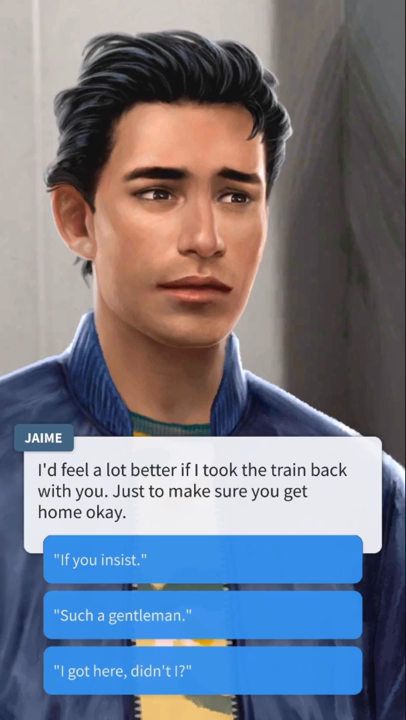 JAIME
I'd feel a lot better if I took the train back
with you. Just to make sure you get
home okay.
"If you insist."
"Such a gentleman."
"I got here, didn't I?"